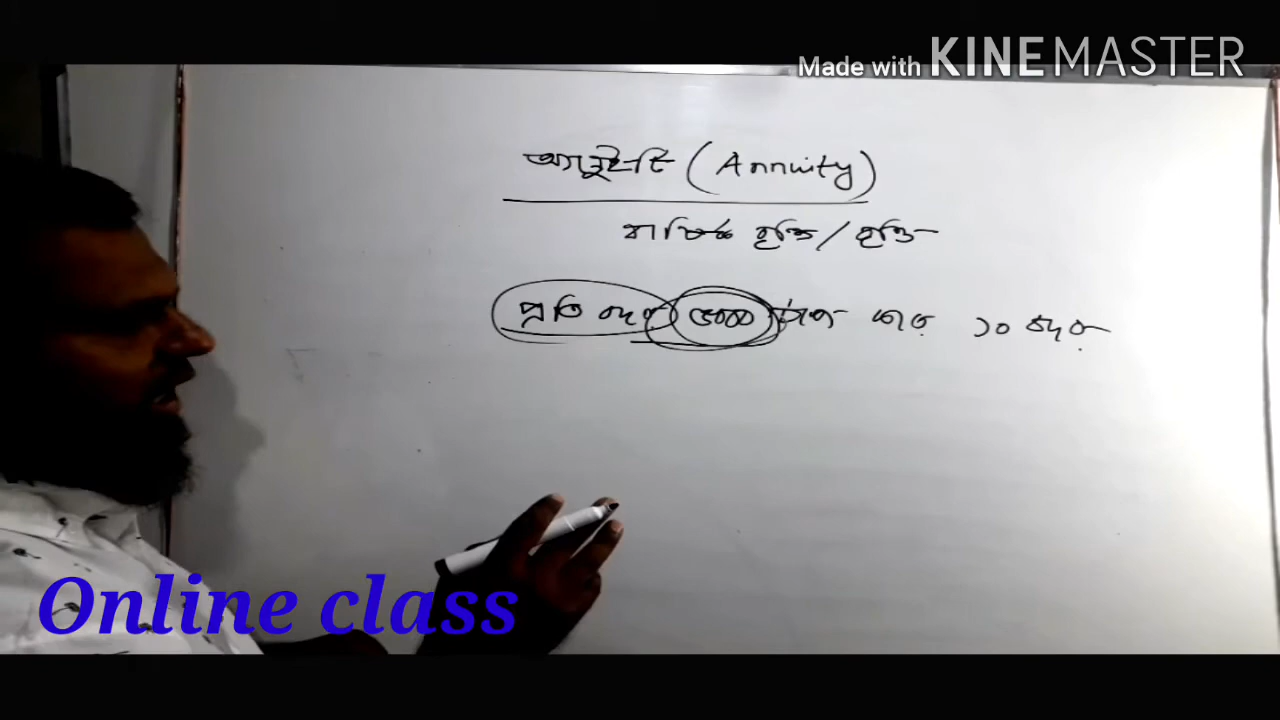 Made with KINEMASTER
অ্যানুইটি (Annuity)
বার্ষিক বৃত্তি / বৃত্তি
প্রতি বছর ৫০০০ টাকা করে ১০ বছর
Online class